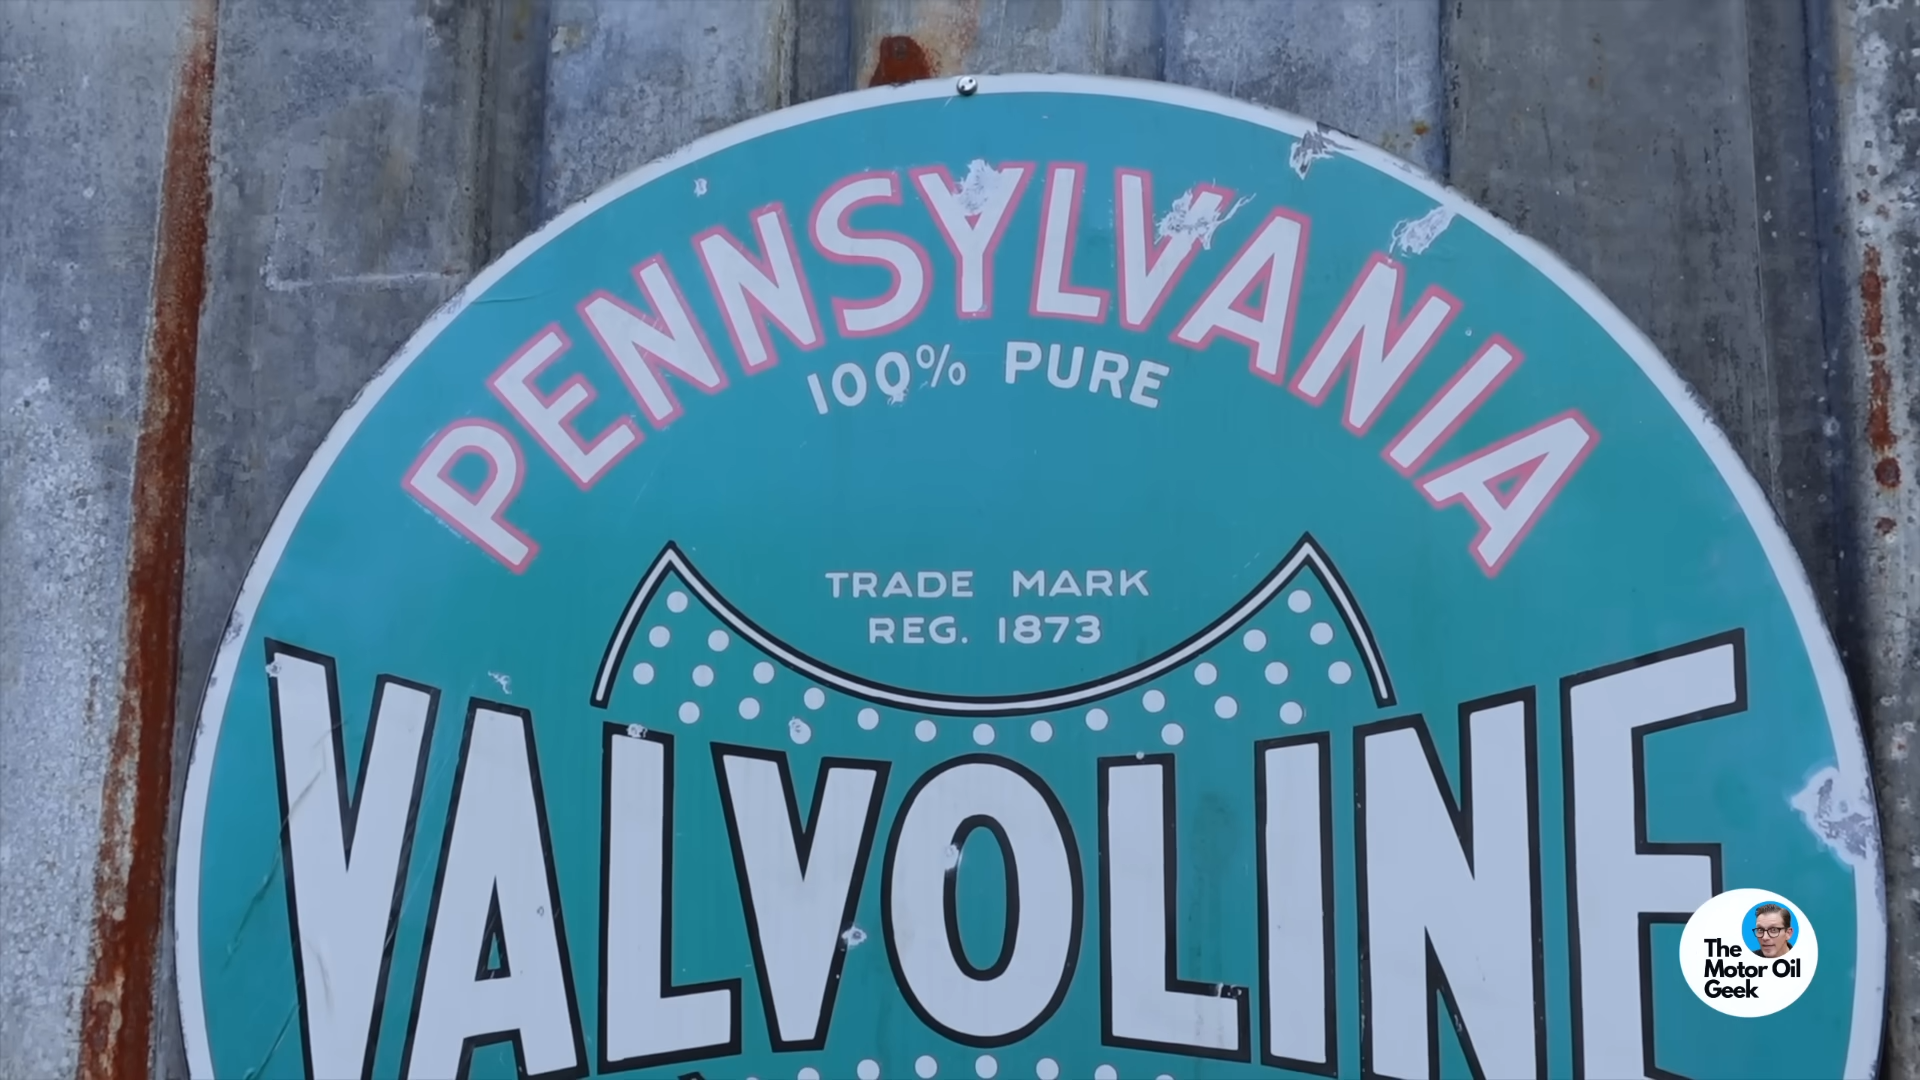 PENNSYLVANIA
100% PURE
TRADE MARK
REG. 1873
VALVOLINE
The
Motor Oil
Geek